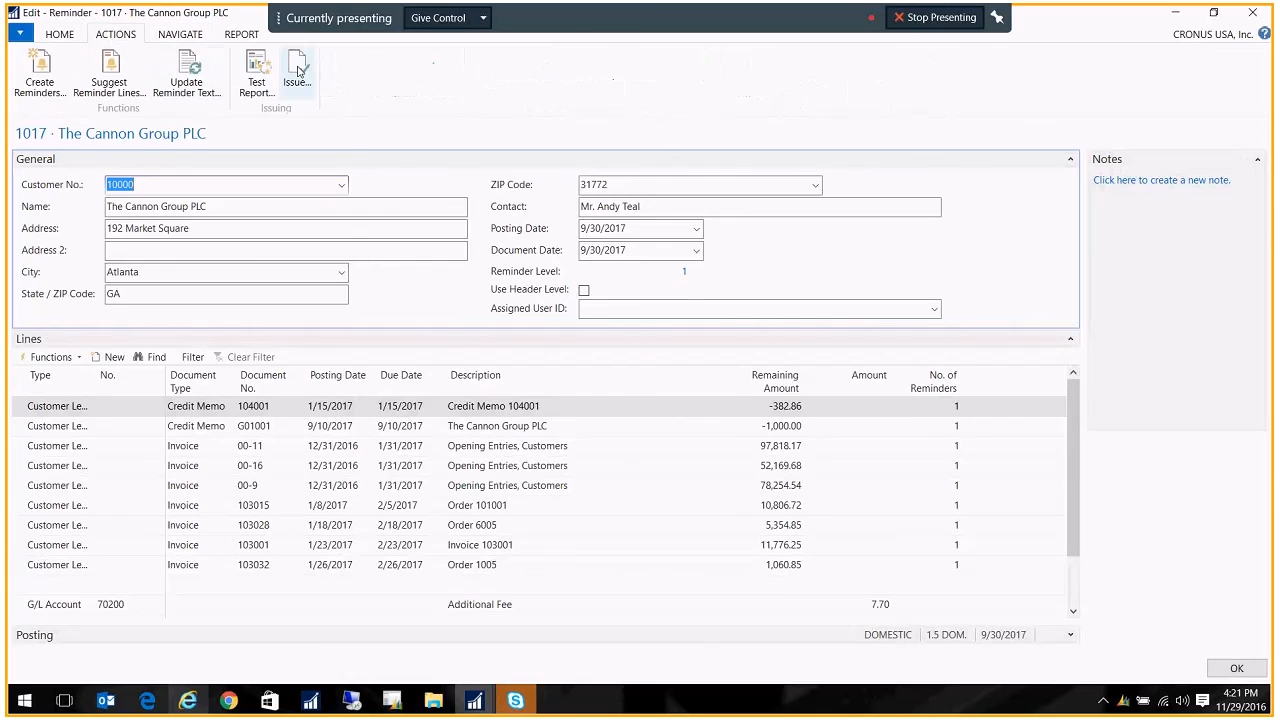 Edit - Reminder - 1017 · The Cannon Group PLC
Currently presenting
Give Control
Stop Presenting
HOME
ACTIONS
NAVIGATE
REPORT
CRONUS USA, Inc.
Create Reminders...
Suggest Reminder Lines...
Update Reminder Text...
Test Report...
Issue...
Functions
Issuing
1017 · The Cannon Group PLC
General
Customer No.: 10000
Name: The Cannon Group PLC
Address: 192 Market Square
Address 2:
City: Atlanta
State / ZIP Code: GA
ZIP Code: 31772
Contact: Mr. Andy Teal
Posting Date: 9/30/2017
Document Date: 9/30/2017
Reminder Level: 1
Use Header Level:
Assigned User ID:
Notes
Click here to create a new note.
Lines
Functions New Find Filter Clear Filter
Type No. Document Type Document No. Posting Date Due Date Description Remaining Amount Amount No. of Reminders
Customer Le... Credit Memo 104001 1/15/2017 1/15/2017 Credit Memo 104001 -382.86 1
Customer Le... Credit Memo G01001 9/10/2017 9/10/2017 The Cannon Group PLC -1,000.00 1
Customer Le... Invoice 00-11 12/31/2016 1/31/2017 Opening Entries, Customers 97,818.17 1
Customer Le... Invoice 00-16 12/31/2016 1/31/2017 Opening Entries, Customers 52,169.68 1
Customer Le... Invoice 00-9 12/31/2016 1/31/2017 Opening Entries, Customers 78,254.54 1
Customer Le... Invoice 103015 1/8/2017 2/5/2017 Order 101001 10,806.72 1
Customer Le... Invoice 103028 1/18/2017 2/18/2017 Order 6005 5,354.85 1
Customer Le... Invoice 103001 1/23/2017 2/23/2017 Invoice 103001 11,776.25 1
Customer Le... Invoice 103032 1/26/2017 2/26/2017 Order 1005 1,060.85 1
G/L Account 70200 Additional Fee 7.70
Posting DOMESTIC 1.5 DOM. 9/30/2017
OK
4:21 PM
11/29/2016